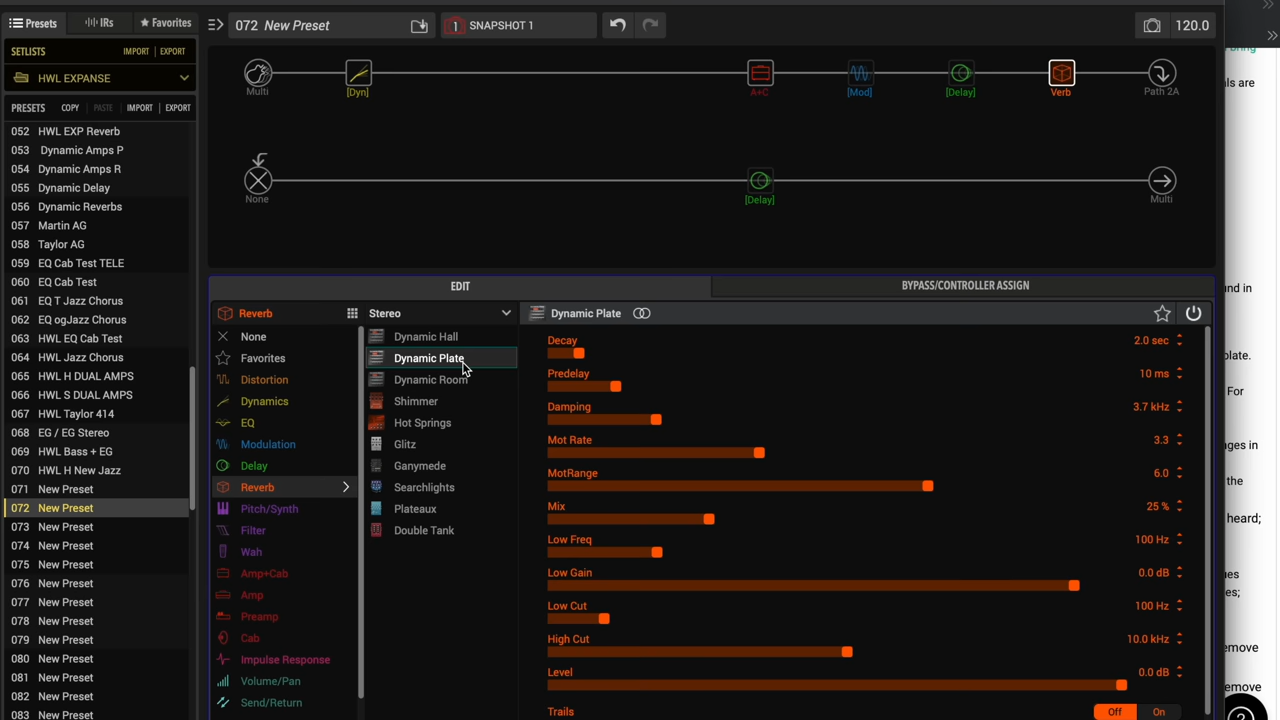 Presets
IRs
Favorites
072 New Preset
1
SNAPSHOT 1
120.0
SETLISTS
IMPORT | EXPORT
HWL EXPANSE
PRESETS
COPY
PASTE
IMPORT
EXPORT
052 HWL EXP Reverb
053 Dynamic Amps P
054 Dynamic Amps R
055 Dynamic Delay
056 Dynamic Reverbs
057 Martin AG
058 Taylor AG
059 EQ Cab Test TELE
060 EQ Cab Test
061 EQ T Jazz Chorus
062 EQ ogJazz Chorus
063 HWL EQ Cab Test
064 HWL Jazz Chorus
065 HWL H DUAL AMPS
066 HWL S DUAL AMPS
067 HWL Taylor 414
068 EG / EG Stereo
069 HWL Bass + EG
070 HWL H New Jazz
071 New Preset
072 New Preset
073 New Preset
074 New Preset
075 New Preset
076 New Preset
077 New Preset
078 New Preset
079 New Preset
080 New Preset
081 New Preset
082 New Preset
083 New Preset
Multi
[Dyn]
A+C
[Mod]
[Delay]
Verb
Path 2A
None
[Delay]
Multi
EDIT
BYPASS/CONTROLLER ASSIGN
Reverb
Stereo
Dynamic Plate
None
Favorites
Distortion
Dynamics
EQ
Modulation
Delay
Reverb
Pitch/Synth
Filter
Wah
Amp+Cab
Amp
Preamp
Cab
Impulse Response
Volume/Pan
Send/Return
Dynamic Hall
Dynamic Plate
Dynamic Room
Shimmer
Hot Springs
Glitz
Ganymede
Searchlights
Plateaux
Double Tank
Decay 2.0 sec
Predelay 10 ms
Damping 3.7 kHz
Mot Rate 3.3
MotRange 6.0
Mix 25 %
Low Freq 100 Hz
Low Gain 0.0 dB
Low Cut 100 Hz
High Cut 10.0 kHz
Level 0.0 dB
Trails Off On
ls are
nd in
plate.
For
ges in
the
heard;
ues
es;
emove
emove